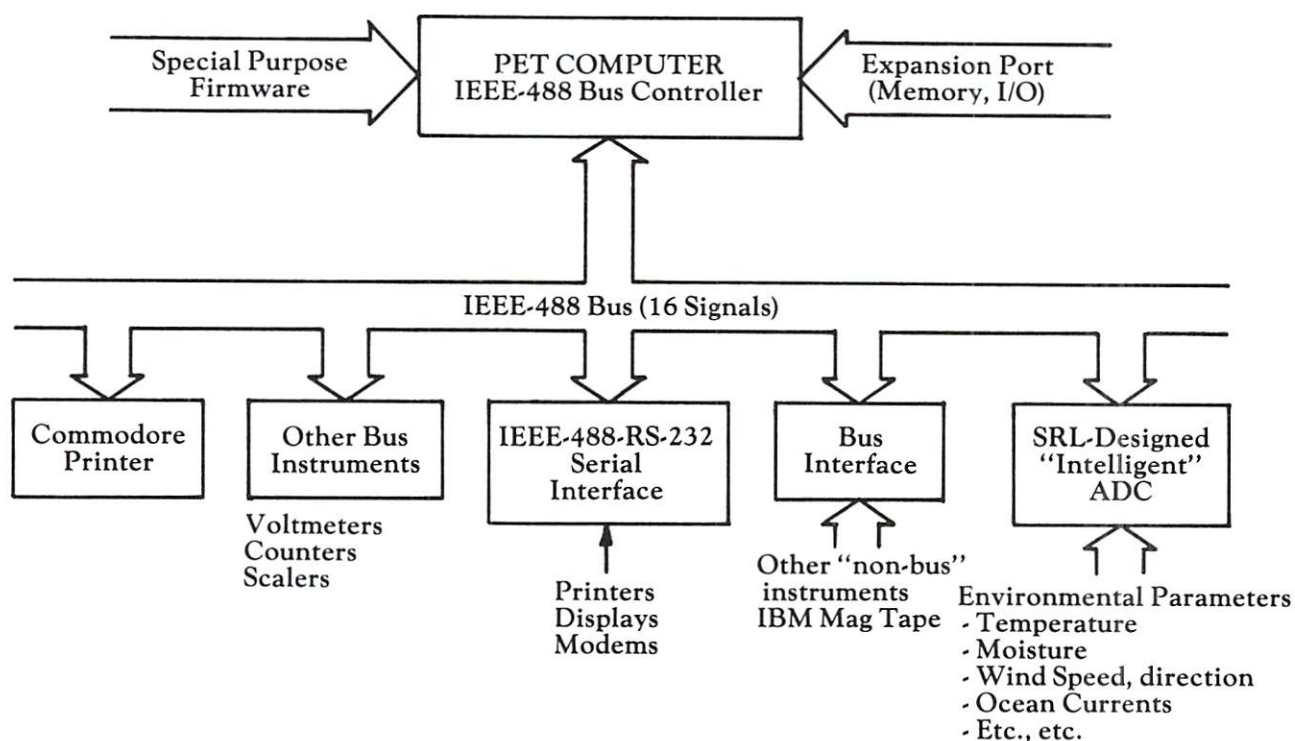 Special Purpose
Firmware
PET COMPUTER
IEEE-488 Bus Controller
Expansion Port
(Memory, I/O)
IEEE-488 Bus (16 Signals)
Commodore
Printer
Other Bus
Instruments
Voltmeters
Counters
Scalers
IEEE-488-RS-232
Serial
Interface
Printers
Displays
Modems
Bus
Interface
Other “non-bus”
instruments
IBM Mag Tape
SRL-Designed
“Intelligent”
ADC
Environmental Parameters
- Temperature
- Moisture
- Wind Speed, direction
- Ocean Currents
- Etc., etc.